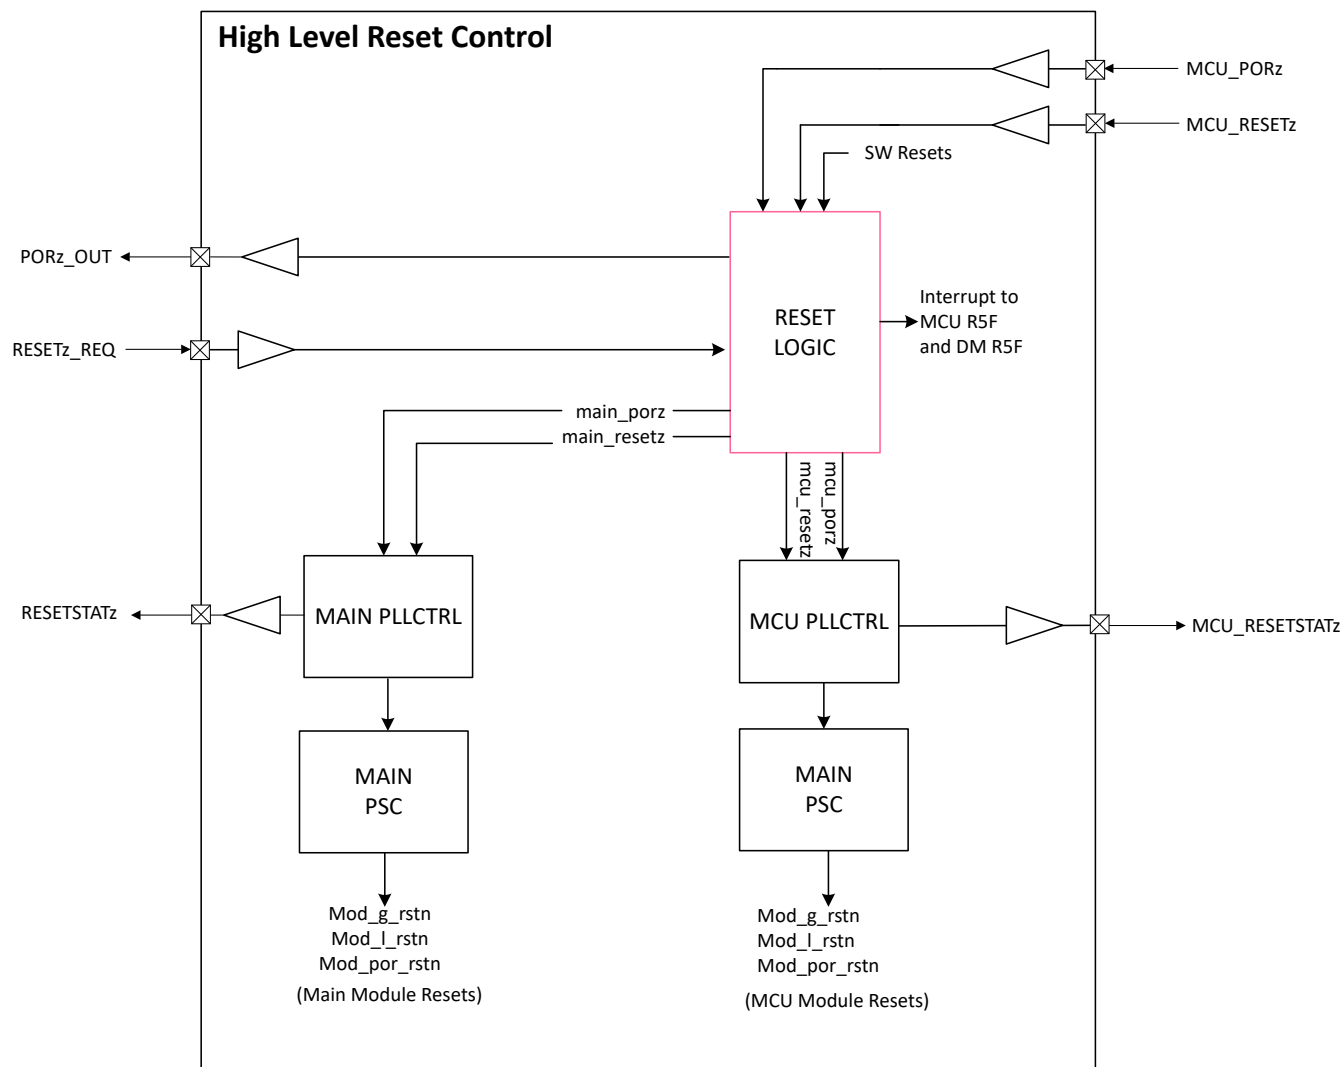 High Level Reset Control
MCU_PORz
MCU_RESETz
SW Resets
PORz_OUT
RESETz_REQ
RESET
LOGIC
Interrupt to
MCU R5F
and DM R5F
main_porz
main_resetz
mcu_resetz
mcu_porz
RESETSTATz
MAIN PLLCTRL
MCU PLLCTRL
MCU_RESETSTATz
MAIN
PSC
MAIN
PSC
Mod_g_rstn
Mod_l_rstn
Mod_por_rstn
(Main Module Resets)
Mod_g_rstn
Mod_l_rstn
Mod_por_rstn
(MCU Module Resets)